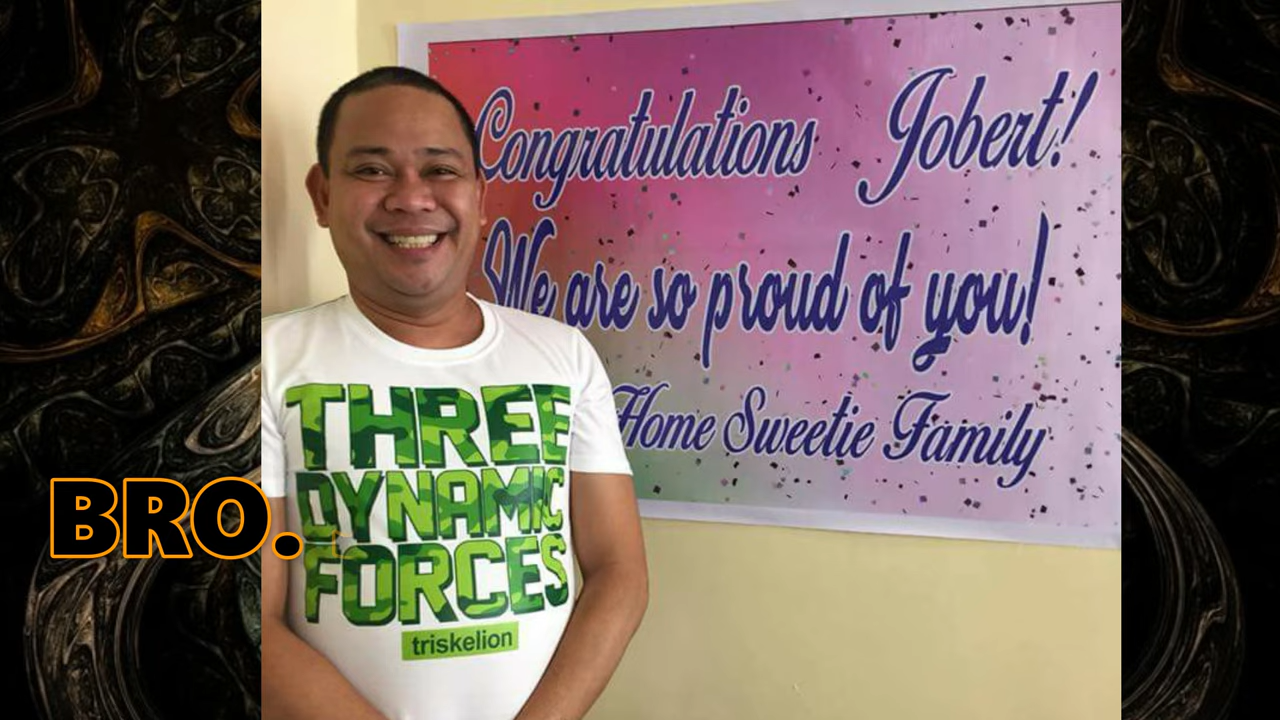 Congratulations Jobert!
We are so proud of you!
Home Sweetie Family
THREE
DYNAMIC
FORCES
triskelion
BRO.